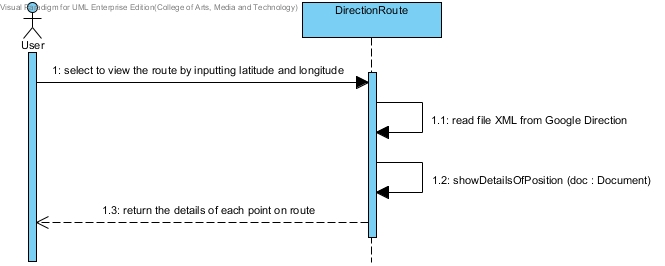 Visual Paradigm for UML Enterprise Edition(College of Arts, Media and Technology)
DirectionRoute
User
1: select to view the route by inputting latitude and longitude
1.1: read file XML from Google Direction
1.2: showDetailsOfPosition (doc : Document)
1.3: return the details of each point on route